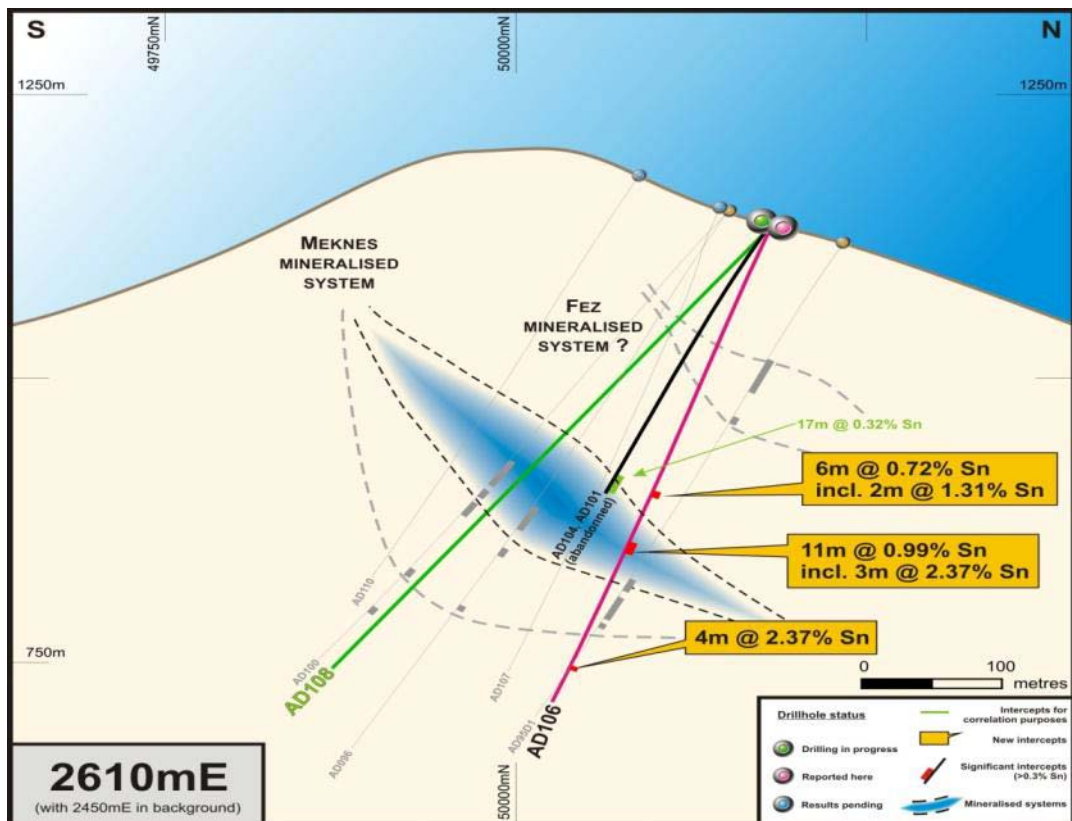 S
N
49750mN
50000mN
1250m
1250m
MEKNES
MINERALISED
SYSTEM
FEZ
MINERALISED
SYSTEM ?
17m @ 0.32% Sn
6m @ 0.72% Sn
incl. 2m @ 1.31% Sn
AD104, AD101
(abandonned)
11m @ 0.99% Sn
incl. 3m @ 2.37% Sn
4m @ 2.37% Sn
AD110
750m
AD100
AD108
AD107
AD95D1
AD106
AD096
0 100
metres
50000mN
2610mE
(with 2450mE in background)
Drillhole status
Drilling in progress
Reported here
Results pending
Intercepts for
correlation purposes
New intercepts
Significant intercepts
(>0.3% Sn)
Mineralised systems